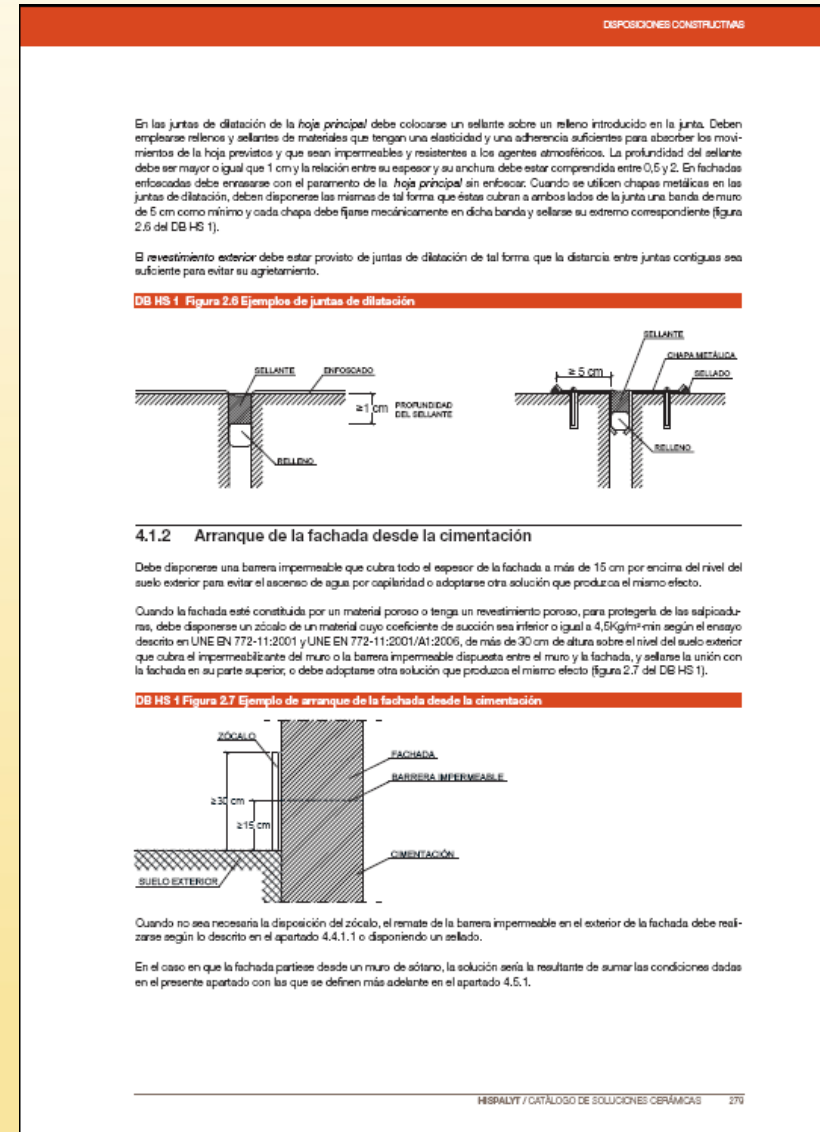 DISPOSICIONES CONSTRUCTIVAS
En las juntas de dilatación de la hoja principal debe colocarse un sellante sobre un relleno introducido en la junta. Deben
emplearse rellenos y sellantes de materiales que tengan una elasticidad y una adherencia suficientes para absorber los movi-
mientos de la hoja previstos y que sean impermeables y resistentes a los agentes atmosféricos. La profundidad del sellante
debe ser mayor o igual que 1 cm y la relación entre su espesor y su anchura debe estar comprendida entre 0,5 y 2. En fachadas
enfoscadas debe enrasarse con el paramento de la hoja principal sin enfoscar. Cuando se utilicen chapas metálicas en las
juntas de dilatación, deben disponerse las mismas de tal forma que éstas cubran a ambos lados de la junta una banda de muro
de 5 cm como mínimo y cada chapa debe fijarse mecánicamente en dicha banda y sellarse su extremo correspondiente (figura
2.6 del DB HS 1).
El revestimiento exterior debe estar provisto de juntas de dilatación de tal forma que la distancia entre juntas contiguas sea
suficiente para evitar su agrietamiento.
DB HS 1 Figura 2.6 Ejemplos de juntas de dilatación
SELLANTE
ENFOSCADO
≥1 cm
PROFUNDIDAD
DEL SELLANTE
RELLENO
SELLANTE
CHAPA METÁLICA
≥ 5 cm
SELLADO
RELLENO
4.1.2 Arranque de la fachada desde la cimentación
Debe disponerse una barrera impermeable que cubra todo el espesor de la fachada a más de 15 cm por encima del nivel del
suelo exterior para evitar el ascenso de agua por capilaridad o adoptarse otra solución que produzca el mismo efecto.
Cuando la fachada esté constituida por un material poroso o tenga un revestimiento poroso, para protegerla de las salpicadu-
ras, debe disponerse un zócalo de un material cuyo coeficiente de succión sea inferior o igual a 4,5Kg/m²·min según el ensayo
descrito en UNE EN 772-11:2001 y UNE EN 772-11:2001/A1:2006, de más de 30 cm de altura sobre el nivel del suelo exterior
que cubra el impermeabilizante del muro o la barrera impermeable dispuesta entre el muro y la fachada, y sellarse la unión con
la fachada en su parte superior, o debe adoptarse otra solución que produzca el mismo efecto (figura 2.7 del DB HS 1).
DB HS 1 Figura 2.7 Ejemplo de arranque de la fachada desde la cimentación
ZÓCALO
FACHADA
BARRERA IMPERMEABLE
≥30 cm
≥15 cm
CIMENTACIÓN
SUELO EXTERIOR
Cuando no sea necesaria la disposición del zócalo, el remate de la barrera impermeable en el exterior de la fachada debe reali-
zarse según lo descrito en el apartado 4.4.1.1 o disponiendo un sellado.
En el caso en que la fachada partiese desde un muro de sótano, la solución sería la resultante de sumar las condiciones dadas
en el presente apartado con las que se definen más adelante en el apartado 4.5.1.
HISPALYT / CATÁLOGO DE SOLUCIONES CERÁMICAS 279